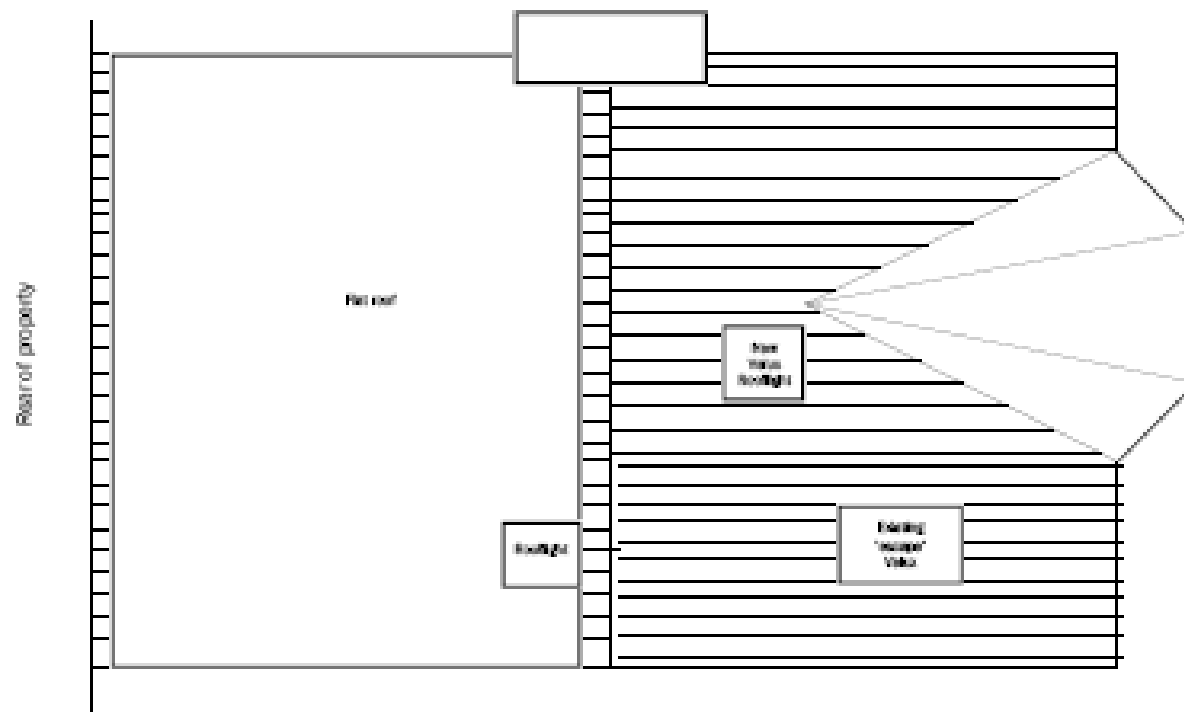 Rear of property
Flat roof
New
Velux
Rooflight
Rooflight
Existing
'escape'
Velux